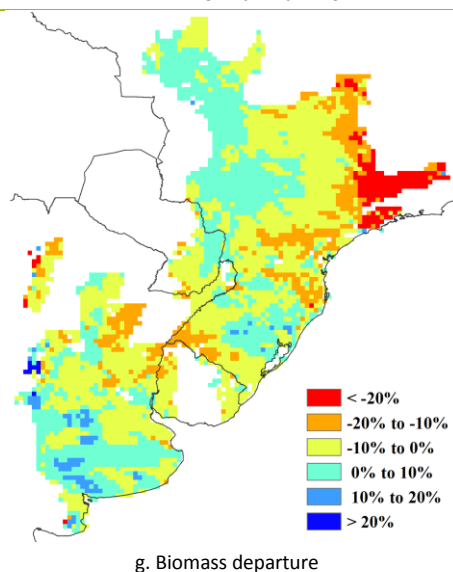 < -20%
-20% to -10%
-10% to 0%
0% to 10%
10% to 20%
> 20%
g. Biomass departure